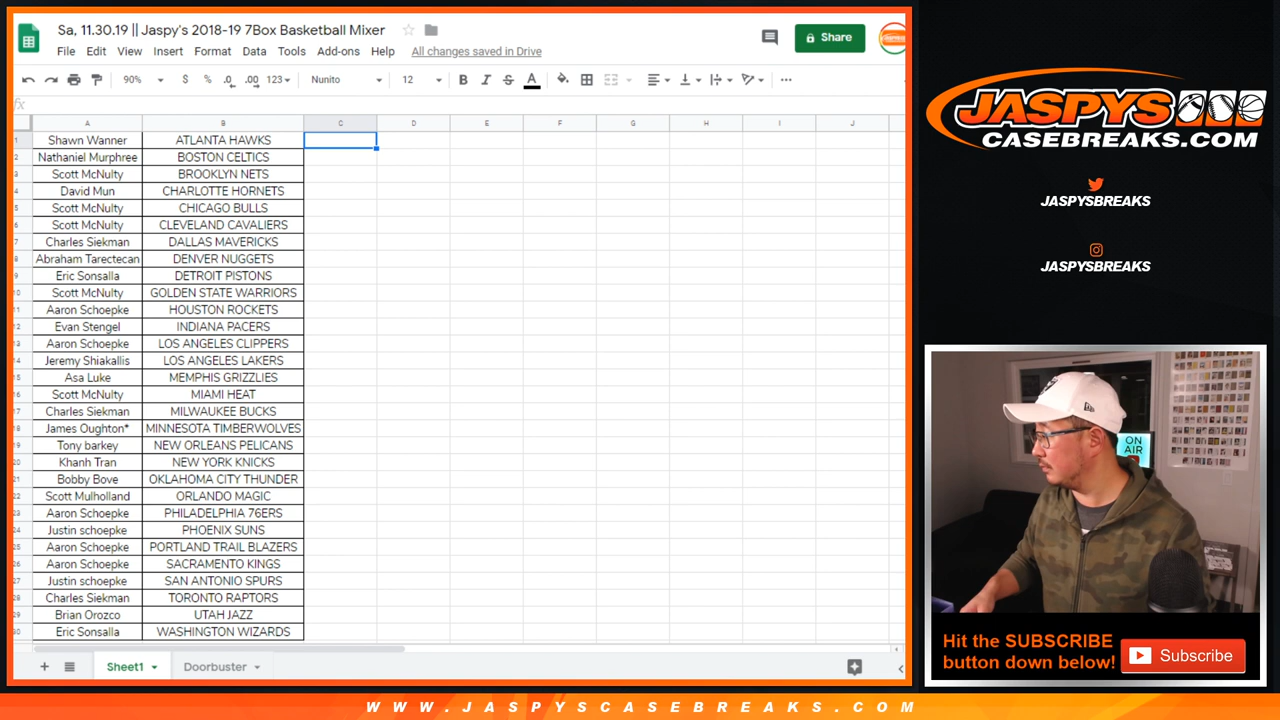 Sa, 11.30.19 || Jaspy's 2018-19 7Box Basketball Mixer
File Edit View Insert Format Data Tools Add-ons Help All changes saved in Drive
Share
90% $ % .0 .00 123 Nunito 12 B I S A
fx
A B C D E F G H I J
1 Shawn Wanner ATLANTA HAWKS
2 Nathaniel Murphree BOSTON CELTICS
3 Scott McNulty BROOKLYN NETS
4 David Mun CHARLOTTE HORNETS
5 Scott McNulty CHICAGO BULLS
6 Scott McNulty CLEVELAND CAVALIERS
7 Charles Siekman DALLAS MAVERICKS
8 Abraham Tarectecan DENVER NUGGETS
9 Eric Sonsalla DETROIT PISTONS
10 Scott McNulty GOLDEN STATE WARRIORS
11 Aaron Schoepke HOUSTON ROCKETS
12 Evan Stengel INDIANA PACERS
13 Aaron Schoepke LOS ANGELES CLIPPERS
14 Jeremy Shiakallis LOS ANGELES LAKERS
15 Asa Luke MEMPHIS GRIZZLIES
16 Scott McNulty MIAMI HEAT
17 Charles Siekman MILWAUKEE BUCKS
18 James Oughton* MINNESOTA TIMBERWOLVES
19 Tony barkey NEW ORLEANS PELICANS
20 Khanh Tran NEW YORK KNICKS
21 Bobby Bove OKLAHOMA CITY THUNDER
22 Scott Mulholland ORLANDO MAGIC
23 Aaron Schoepke PHILADELPHIA 76ERS
24 Justin schoepke PHOENIX SUNS
25 Aaron Schoepke PORTLAND TRAIL BLAZERS
26 Aaron Schoepke SACRAMENTO KINGS
27 Justin schoepke SAN ANTONIO SPURS
28 Charles Siekman TORONTO RAPTORS
29 Brian Orozco UTAH JAZZ
30 Eric Sonsalla WASHINGTON WIZARDS
Sheet1 Doorbuster
JASPYS
CASEBREAKS.COM
JASPYSBREAKS
JASPYSBREAKS
ON
AIR
Hit the SUBSCRIBE
button down below!
Subscribe
WWW.JASPYSCASEBREAKS.COM